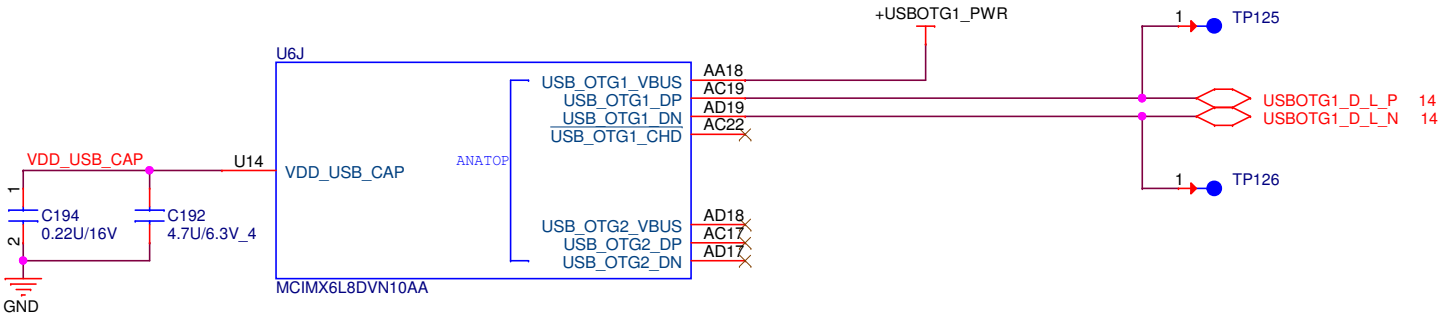 +USBOTG1_PWR
1 TP125
U6J
USB_OTG1_VBUS AA18
USB_OTG1_DP AC19
USBOTG1_D_L_P 14
USB_OTG1_DN AD19
USBOTG1_D_L_N 14
USB_OTG1_CHD AC22
VDD_USB_CAP U14 VDD_USB_CAP
ANATOP
1 TP126
1
C194
0.22U/16V
2
C192
4.7U/6.3V_4
USB_OTG2_VBUS AD18
USB_OTG2_DP AC17
USB_OTG2_DN AD17
MCIMX6L8DVN10AA
GND